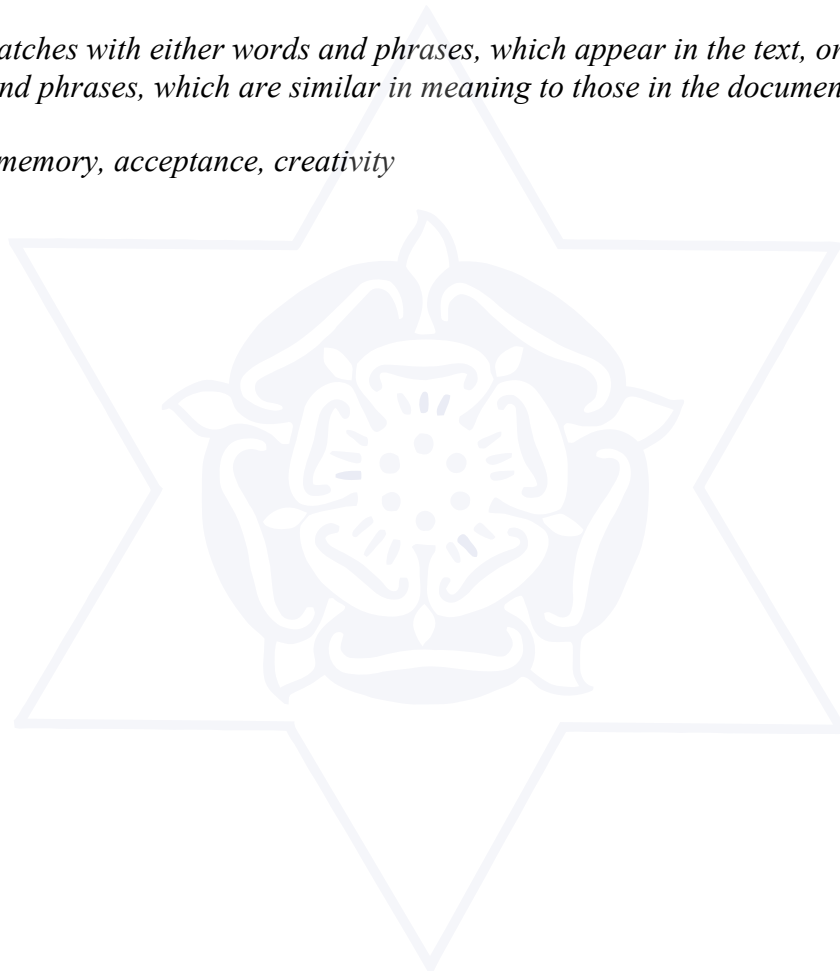 atches with either words and phrases, which appear in the text, or
nd phrases, which are similar in meaning to those in the documen
memory, acceptance, creativity